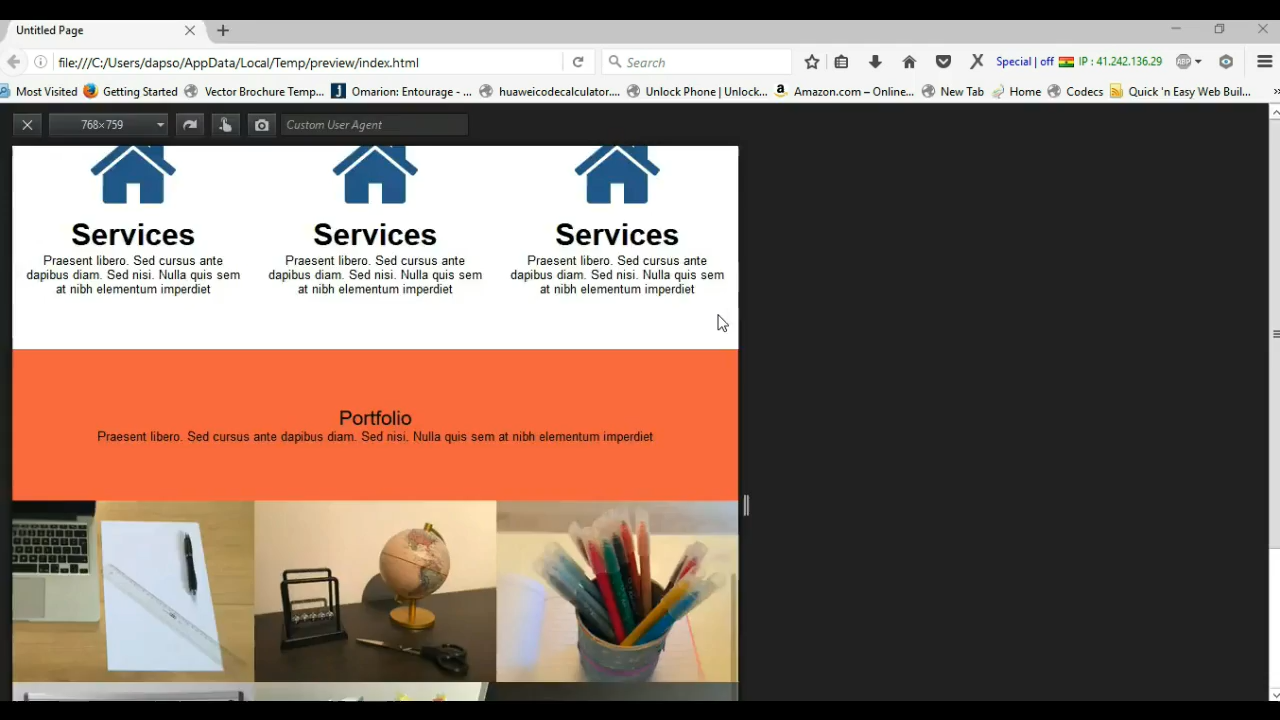 Untitled Page
file:///C:/Users/dapso/AppData/Local/Temp/preview/index.html
Search
Special | off
IP : 41.242.136.29
ABP
Most Visited
Getting Started
Vector Brochure Temp...
Omarion: Entourage - ...
huaweicodecalculator....
Unlock Phone | Unlock...
Amazon.com – Online...
New Tab
Home
Codecs
Quick 'n Easy Web Buil...
768×759
Custom User Agent
Services
Praesent libero. Sed cursus ante
dapibus diam. Sed nisi. Nulla quis sem
at nibh elementum imperdiet
Services
Praesent libero. Sed cursus ante
dapibus diam. Sed nisi. Nulla quis sem
at nibh elementum imperdiet
Services
Praesent libero. Sed cursus ante
dapibus diam. Sed nisi. Nulla quis sem
at nibh elementum imperdiet
Portfolio
Praesent libero. Sed cursus ante dapibus diam. Sed nisi. Nulla quis sem at nibh elementum imperdiet